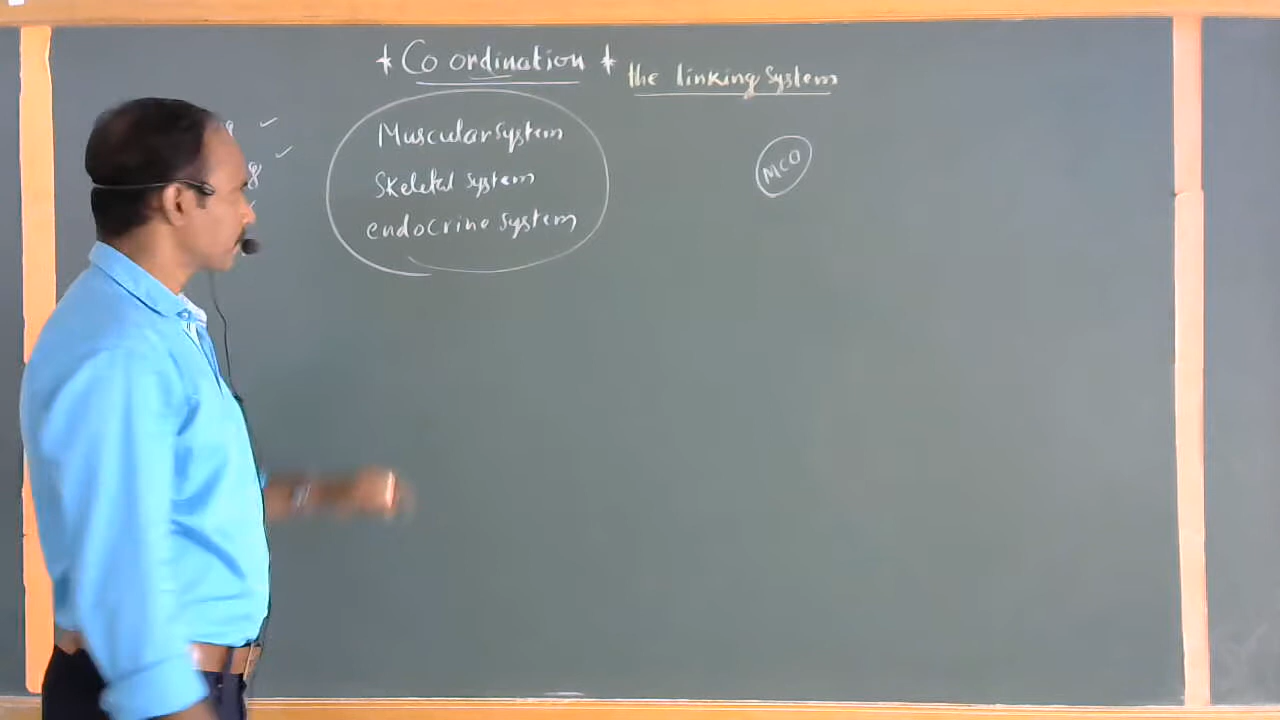 * Co ordination *
the linking system
Muscular system
Skeletal system
endocrine system
MCO